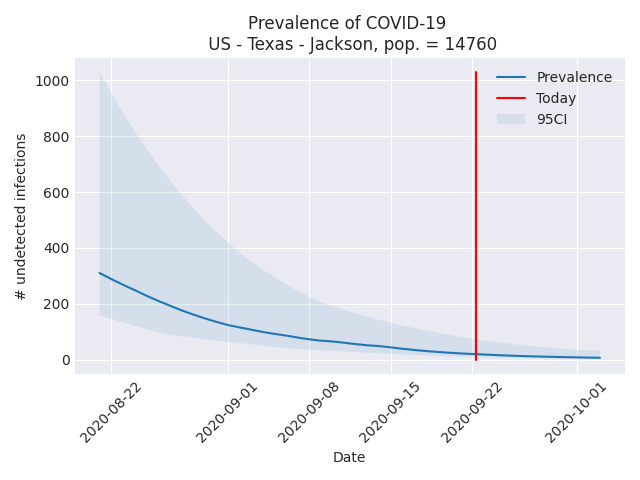 Prevalence of COVID-19
US - Texas - Jackson, pop. = 14760
Prevalence
Today
95CI
# undetected infections
1000
800
600
400
200
0
2020-08-22
2020-09-01
2020-09-08
2020-09-15
2020-09-22
2020-10-01
Date